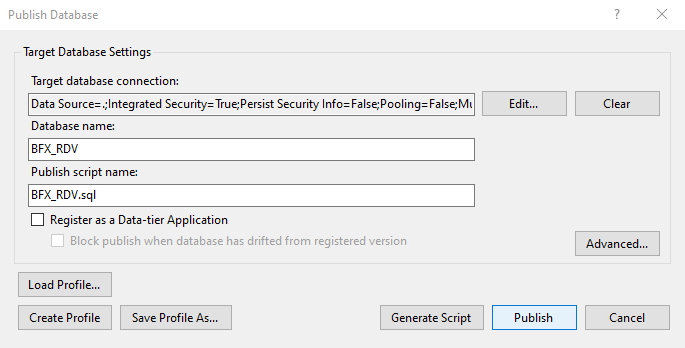 Publish Database
?
Target Database Settings
Target database connection:
Data Source=.;Integrated Security=True;Persist Security Info=False;Pooling=False;Mu
Edit...
Clear
Database name:
BFX_RDV
Publish script name:
BFX_RDV.sql
Register as a Data-tier Application
Block publish when database has drifted from registered version
Advanced...
Load Profile...
Create Profile
Save Profile As...
Generate Script
Publish
Cancel